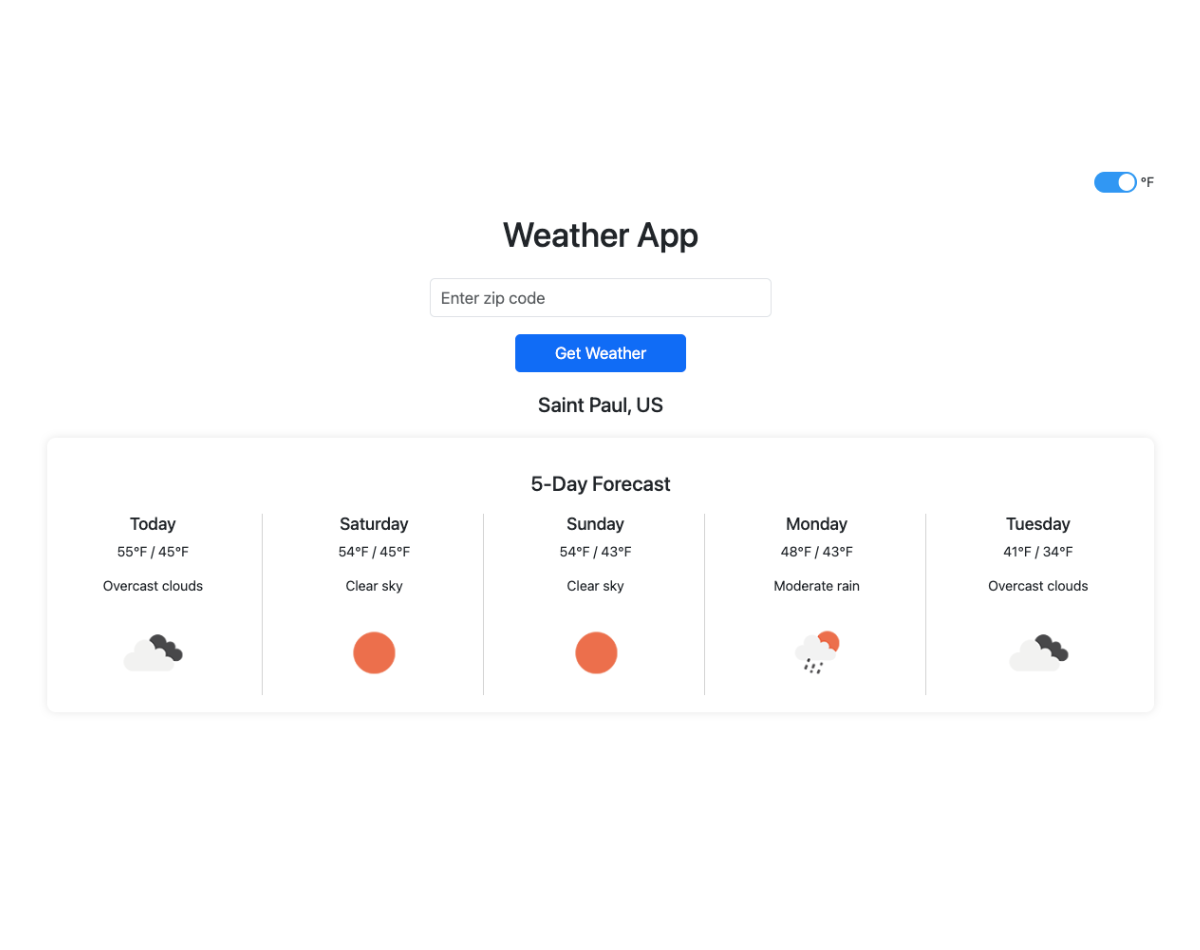 °F
Weather App
Enter zip code
Get Weather
Saint Paul, US
5-Day Forecast
Today
55°F / 45°F
Overcast clouds
Saturday
54°F / 45°F
Clear sky
Sunday
54°F / 43°F
Clear sky
Monday
48°F / 43°F
Moderate rain
Tuesday
41°F / 34°F
Overcast clouds